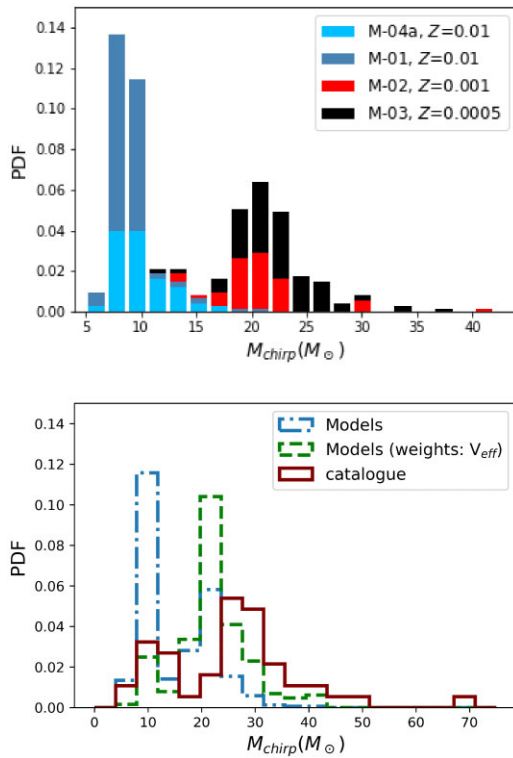 0.14
0.12
0.10
0.08
0.06
0.04
0.02
0.00
PDF
M-04a, Z=0.01
M-01, Z=0.01
M-02, Z=0.001
M-03, Z=0.0005
5 10 15 20 25 30 35 40
M_chirp(M_⊙)
0.14
0.12
0.10
0.08
0.06
0.04
0.02
0.00
PDF
Models
Models (weights: V_eff)
catalogue
0 10 20 30 40 50 60 70
M_chirp(M_⊙)